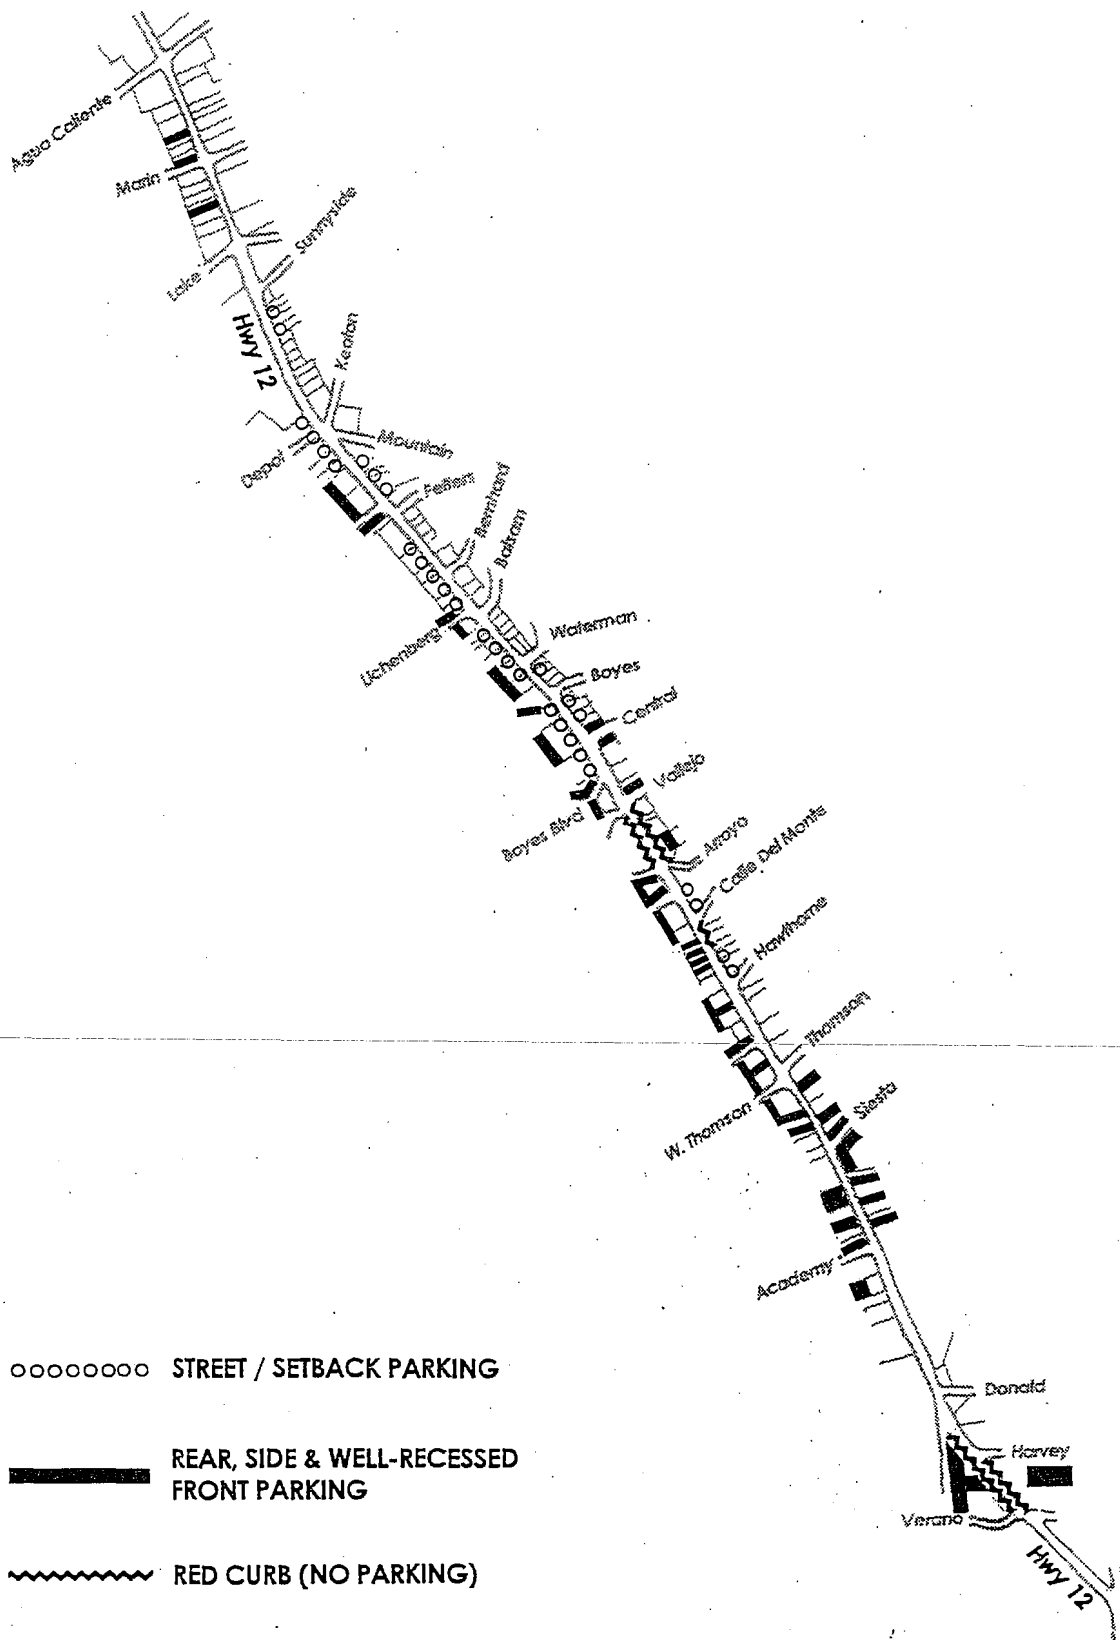 Agua Caliente
Marin
Sunnyside
Lake
Hwy 12
Keaton
Mountain
Depot
Fetters
Bernhard
Balsam
Waterman
Lichenberg
Boyes
Central
Vallejo
Boyes Blvd
Arroyo
Calle Del Monte
Hawthorne
Thomson
Siesta
W. Thomson
Academy
STREET / SETBACK PARKING
Donald
REAR, SIDE & WELL-RECESSED
FRONT PARKING
Harvey
Verano
RED CURB (NO PARKING)
Hwy 12